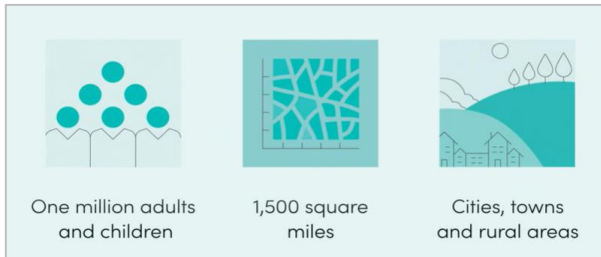 One million adults
and children
1,500 square
miles
Cities, towns
and rural areas